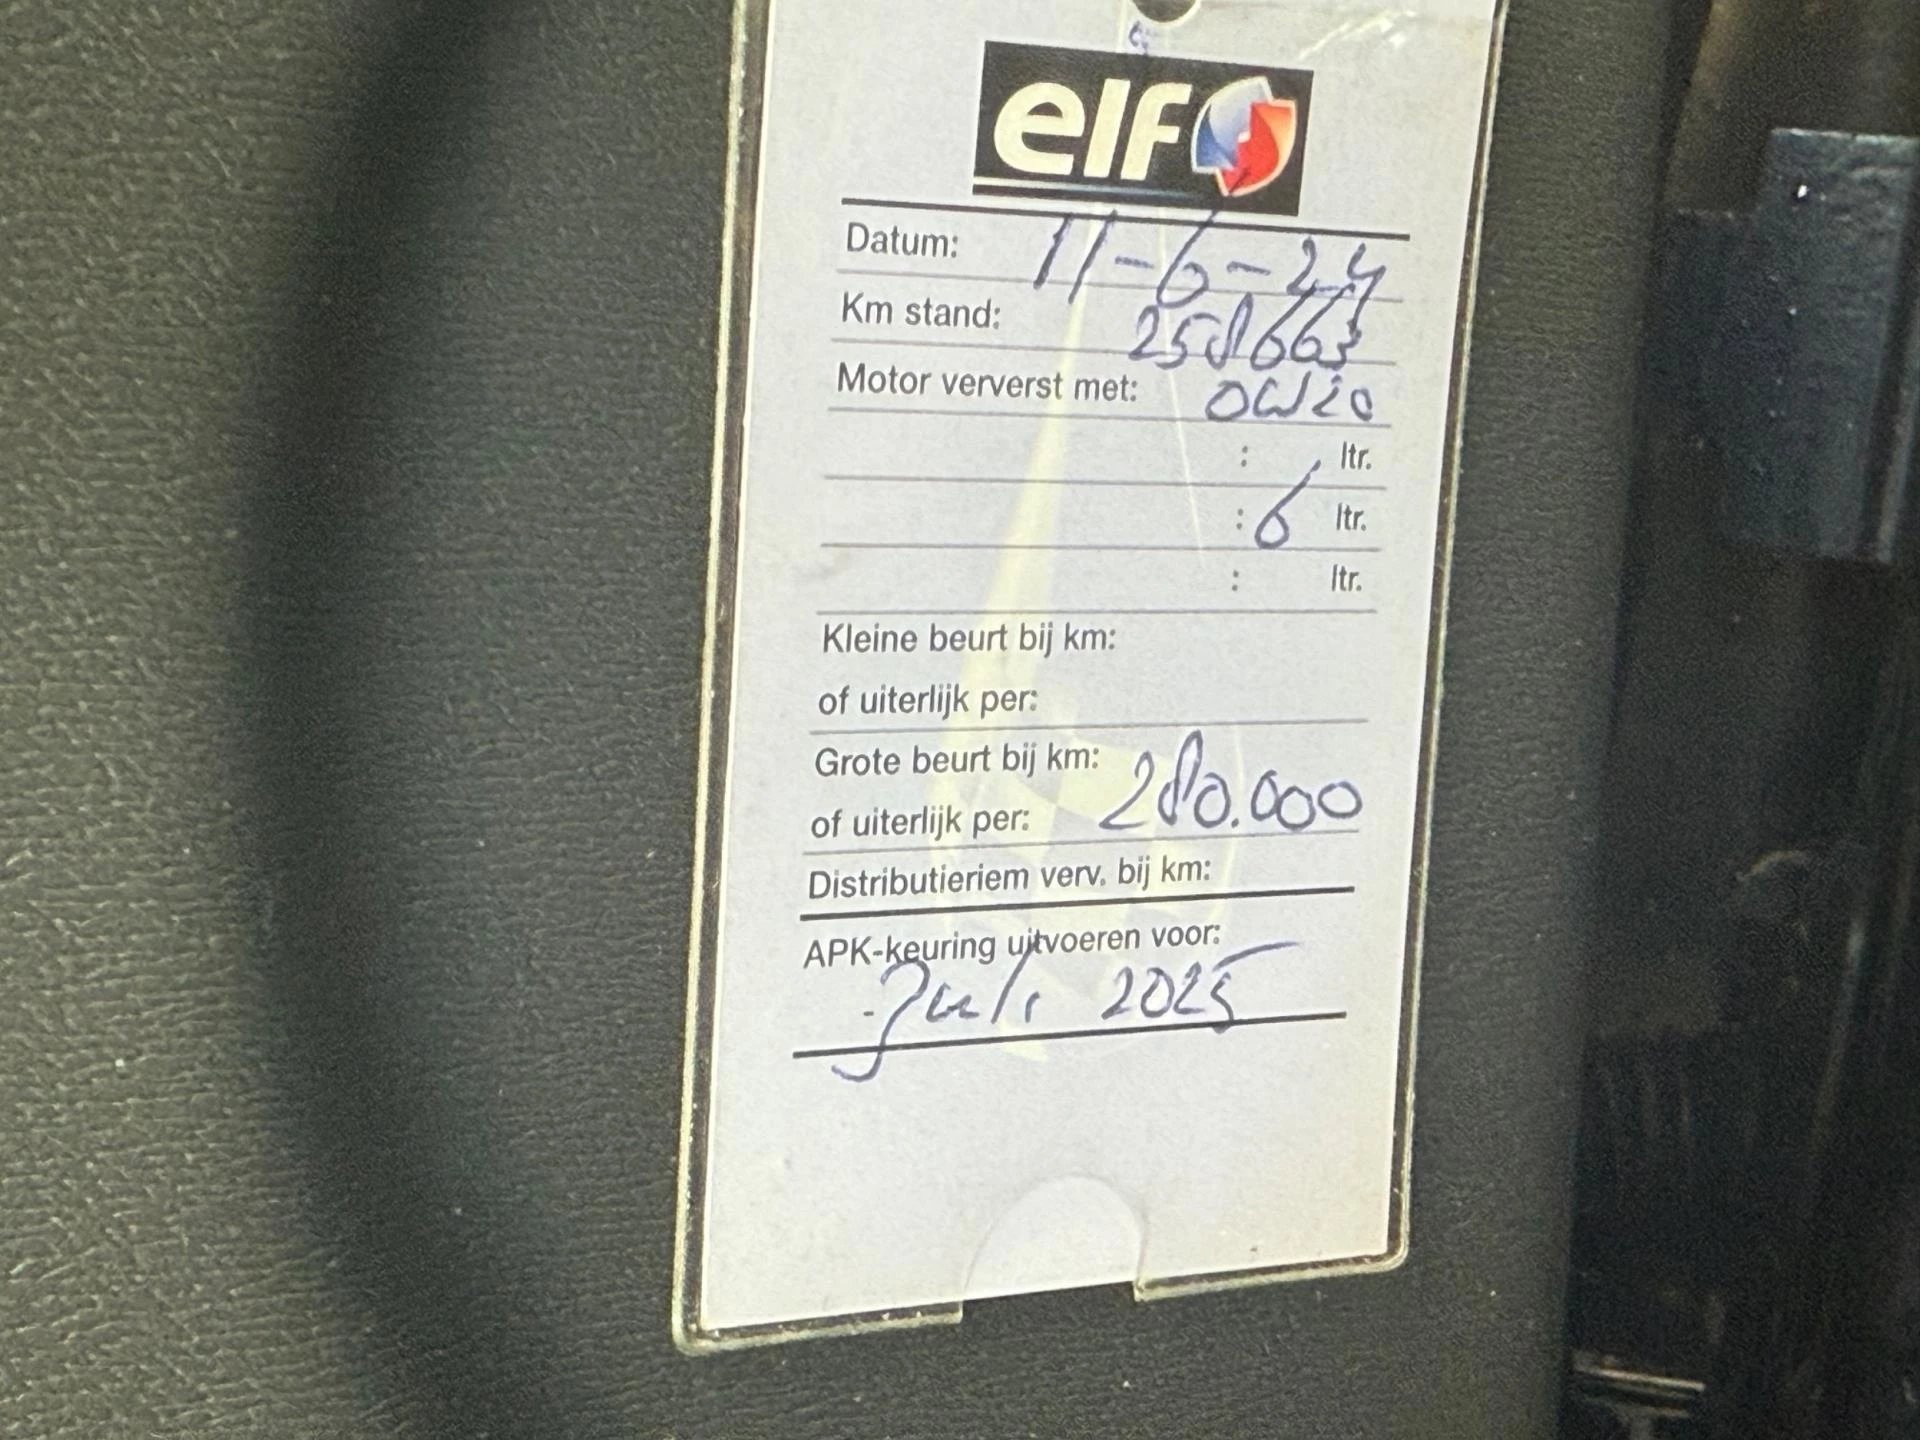 elf
Datum: 11-6-24
Km stand: 258663
Motor ververst met: 0W20
: ltr.
: 6 ltr.
: ltr.
Kleine beurt bij km:
of uiterlijk per:
Grote beurt bij km: 280.000
of uiterlijk per:
Distributieriem verv. bij km:
APK-keuring uitvoeren voor:
Juli 2025